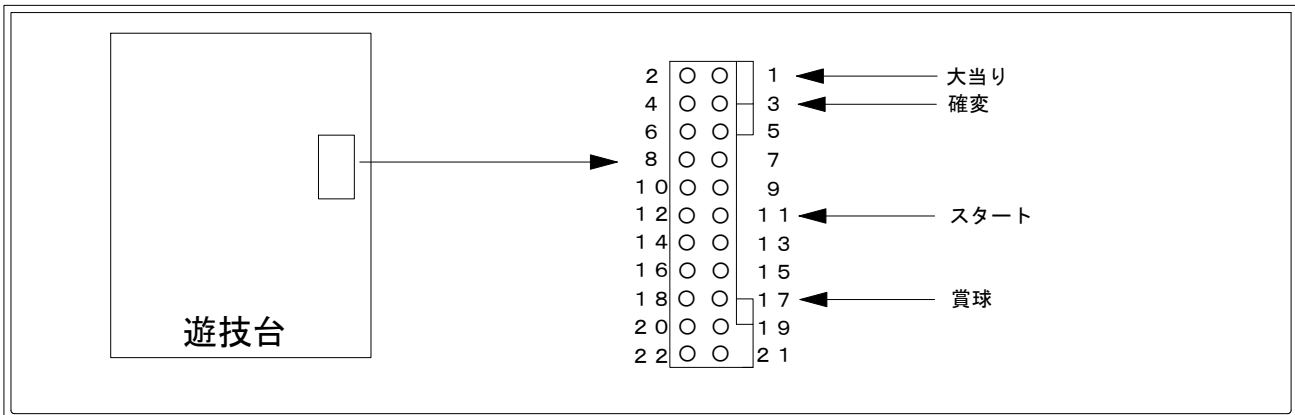 ２ １ 大当り
４ ３ 確変
６ ５
８ ７
１０ ９
１２ １１ スタート
１４ １３
１６ １５
１８ １７ 賞球
２０ １９
２２ ２１
遊技台